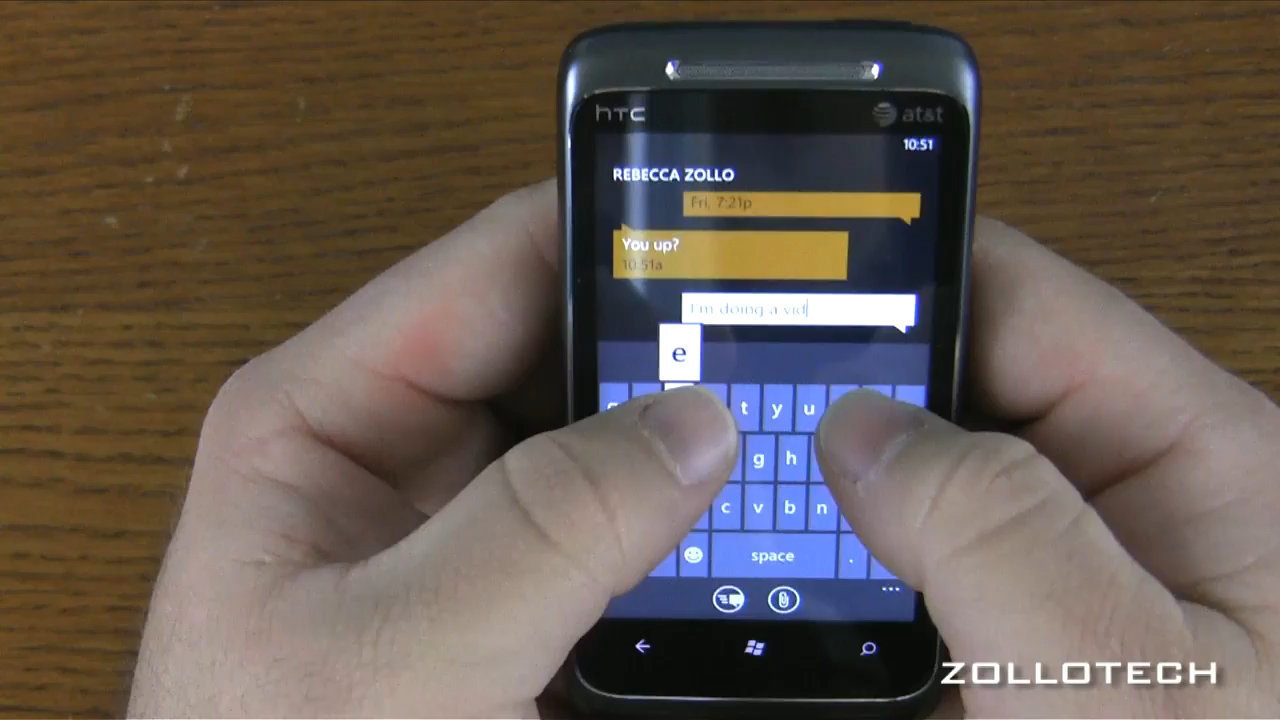 hTC
at&t
10:51
REBECCA ZOLLO
Fri, 7:21p
You up?
10:51a
I'm doing a vid
e
t y u
g h
c v b n
space .
ZOLLOTECH